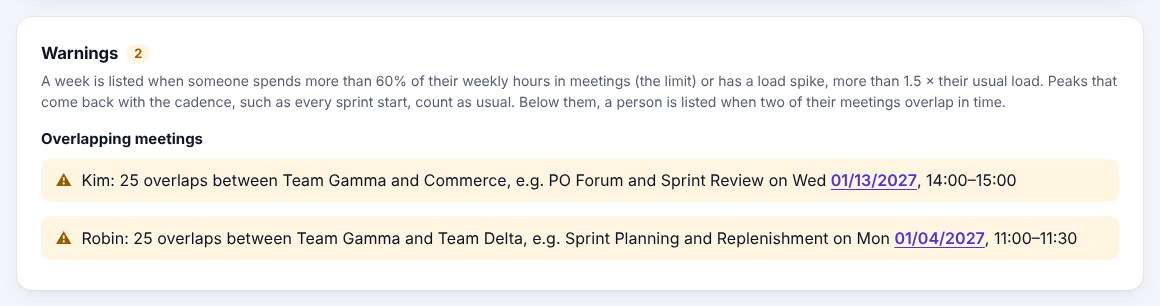 Warnings 2
A week is listed when someone spends more than 60% of their weekly hours in meetings (the limit) or has a load spike, more than 1.5 × their usual load. Peaks that
come back with the cadence, such as every sprint start, count as usual. Below them, a person is listed when two of their meetings overlap in time.
Overlapping meetings
Kim: 25 overlaps between Team Gamma and Commerce, e.g. PO Forum and Sprint Review on Wed 01/13/2027, 14:00–15:00
Robin: 25 overlaps between Team Gamma and Team Delta, e.g. Sprint Planning and Replenishment on Mon 01/04/2027, 11:00–11:30